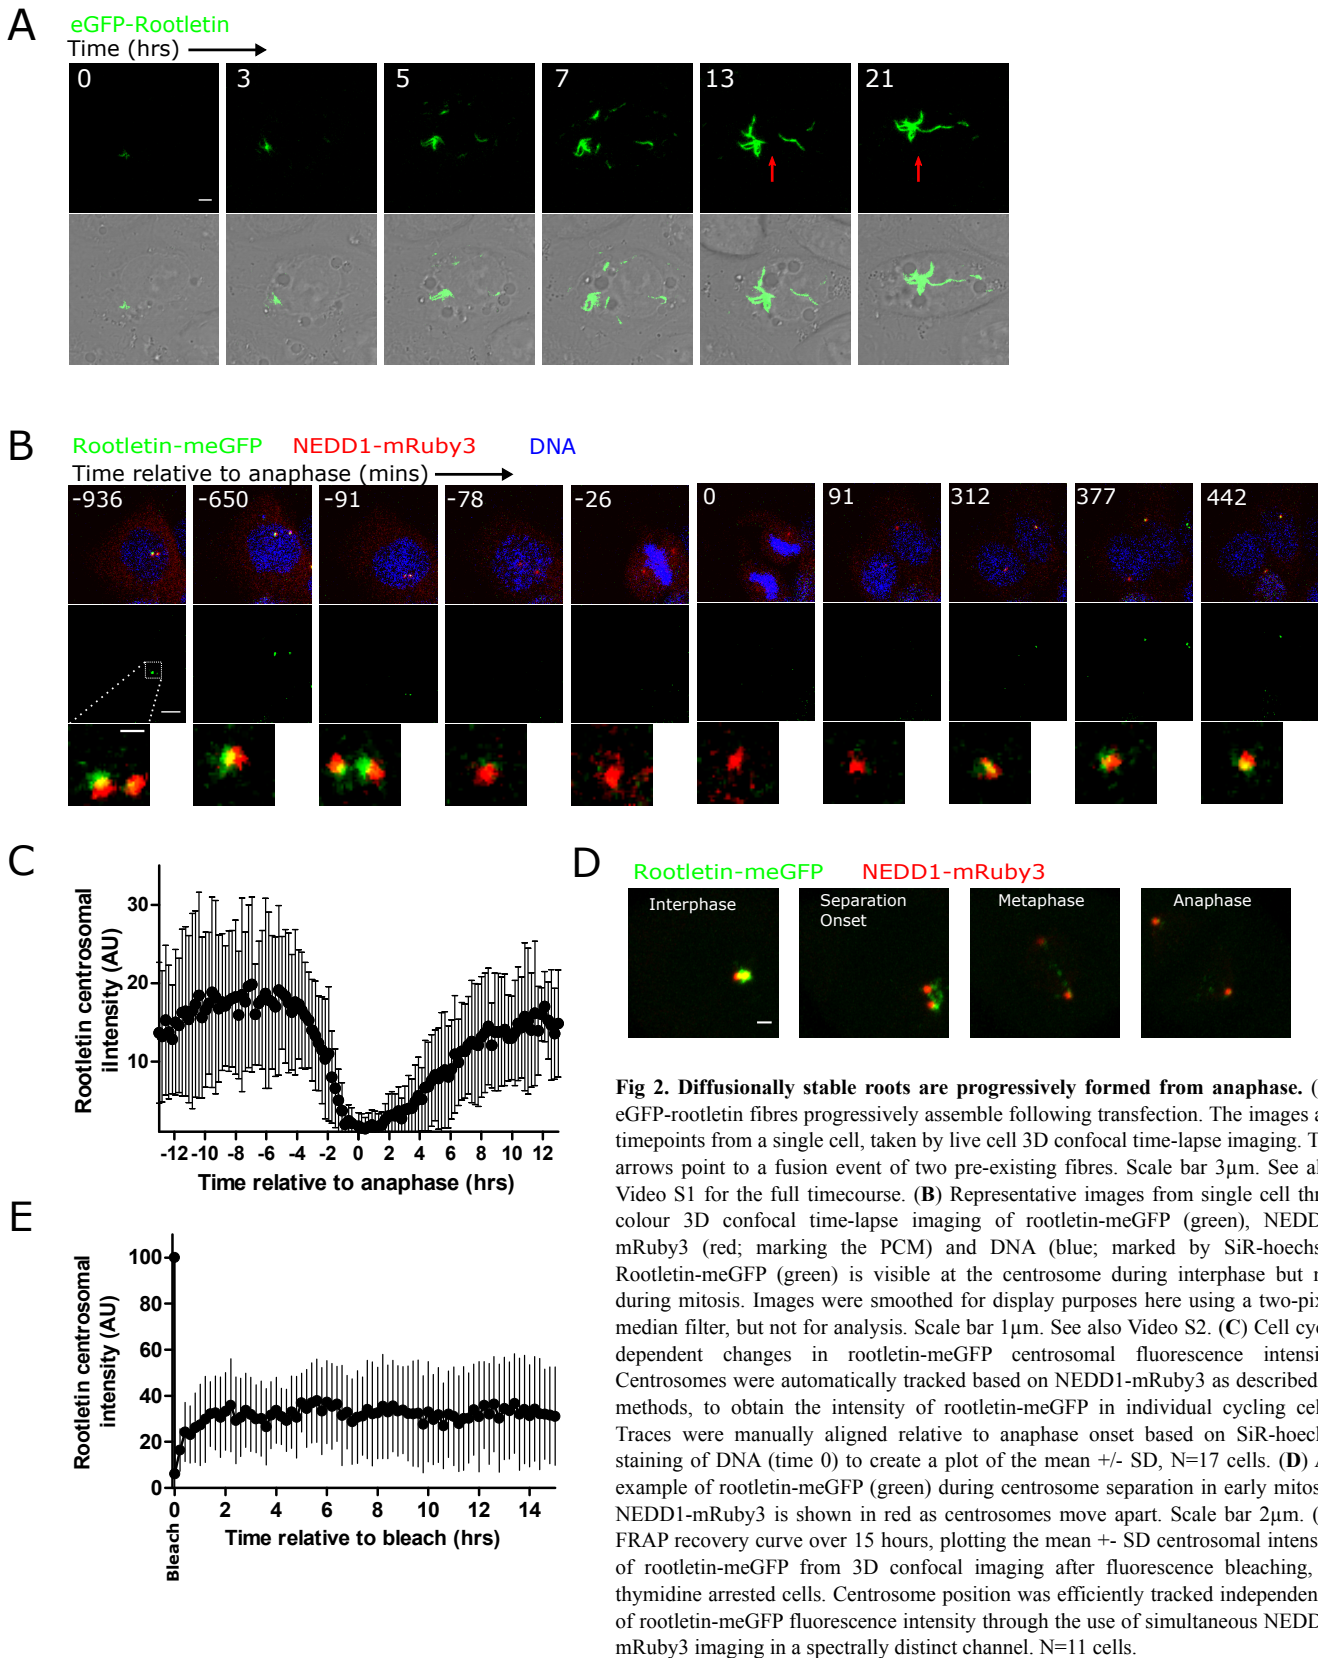 A
eGFP-Rootletin
Time (hrs)
0 3 5 7 13 21
B
Rootletin-meGFP NEDD1-mRuby3 DNA
Time relative to anaphase (mins)
-936 -650 -91 -78 -26 0 91 312 377 442
C
Rootletin centrosomal
iIntensity (AU)
30
20
10
-12 -10 -8 -6 -4 -2 0 2 4 6 8 10 12
Time relative to anaphase (hrs)
D
Rootletin-meGFP NEDD1-mRuby3
Interphase
Separation
Onset
Metaphase
Anaphase
E
Rootletin centrosomal
intensity (AU)
100
80
60
40
20
0
0 2 4 6 8 10 12 14
Bleach
Time relative to bleach (hrs)
Fig 2. Diffusionally stable roots are progressively formed from anaphase. (
eGFP-rootletin fibres progressively assemble following transfection. The images a
timepoints from a single cell, taken by live cell 3D confocal time-lapse imaging. T
arrows point to a fusion event of two pre-existing fibres. Scale bar 3µm. See al
Video S1 for the full timecourse. (B) Representative images from single cell thr
colour 3D confocal time-lapse imaging of rootletin-meGFP (green), NEDD
mRuby3 (red; marking the PCM) and DNA (blue; marked by SiR-hoechs
Rootletin-meGFP (green) is visible at the centrosome during interphase but n
during mitosis. Images were smoothed for display purposes here using a two-pix
median filter, but not for analysis. Scale bar 1µm. See also Video S2. (C) Cell cyc
dependent changes in rootletin-meGFP centrosomal fluorescence intensi
Centrosomes were automatically tracked based on NEDD1-mRuby3 as described
methods, to obtain the intensity of rootletin-meGFP in individual cycling cel
Traces were manually aligned relative to anaphase onset based on SiR-hoech
staining of DNA (time 0) to create a plot of the mean +/- SD, N=17 cells. (D) A
example of rootletin-meGFP (green) during centrosome separation in early mitos
NEDD1-mRuby3 is shown in red as centrosomes move apart. Scale bar 2µm. (
FRAP recovery curve over 15 hours, plotting the mean +- SD centrosomal intens
of rootletin-meGFP from 3D confocal imaging after fluorescence bleaching,
thymidine arrested cells. Centrosome position was efficiently tracked independen
of rootletin-meGFP fluorescence intensity through the use of simultaneous NEDD
mRuby3 imaging in a spectrally distinct channel. N=11 cells.